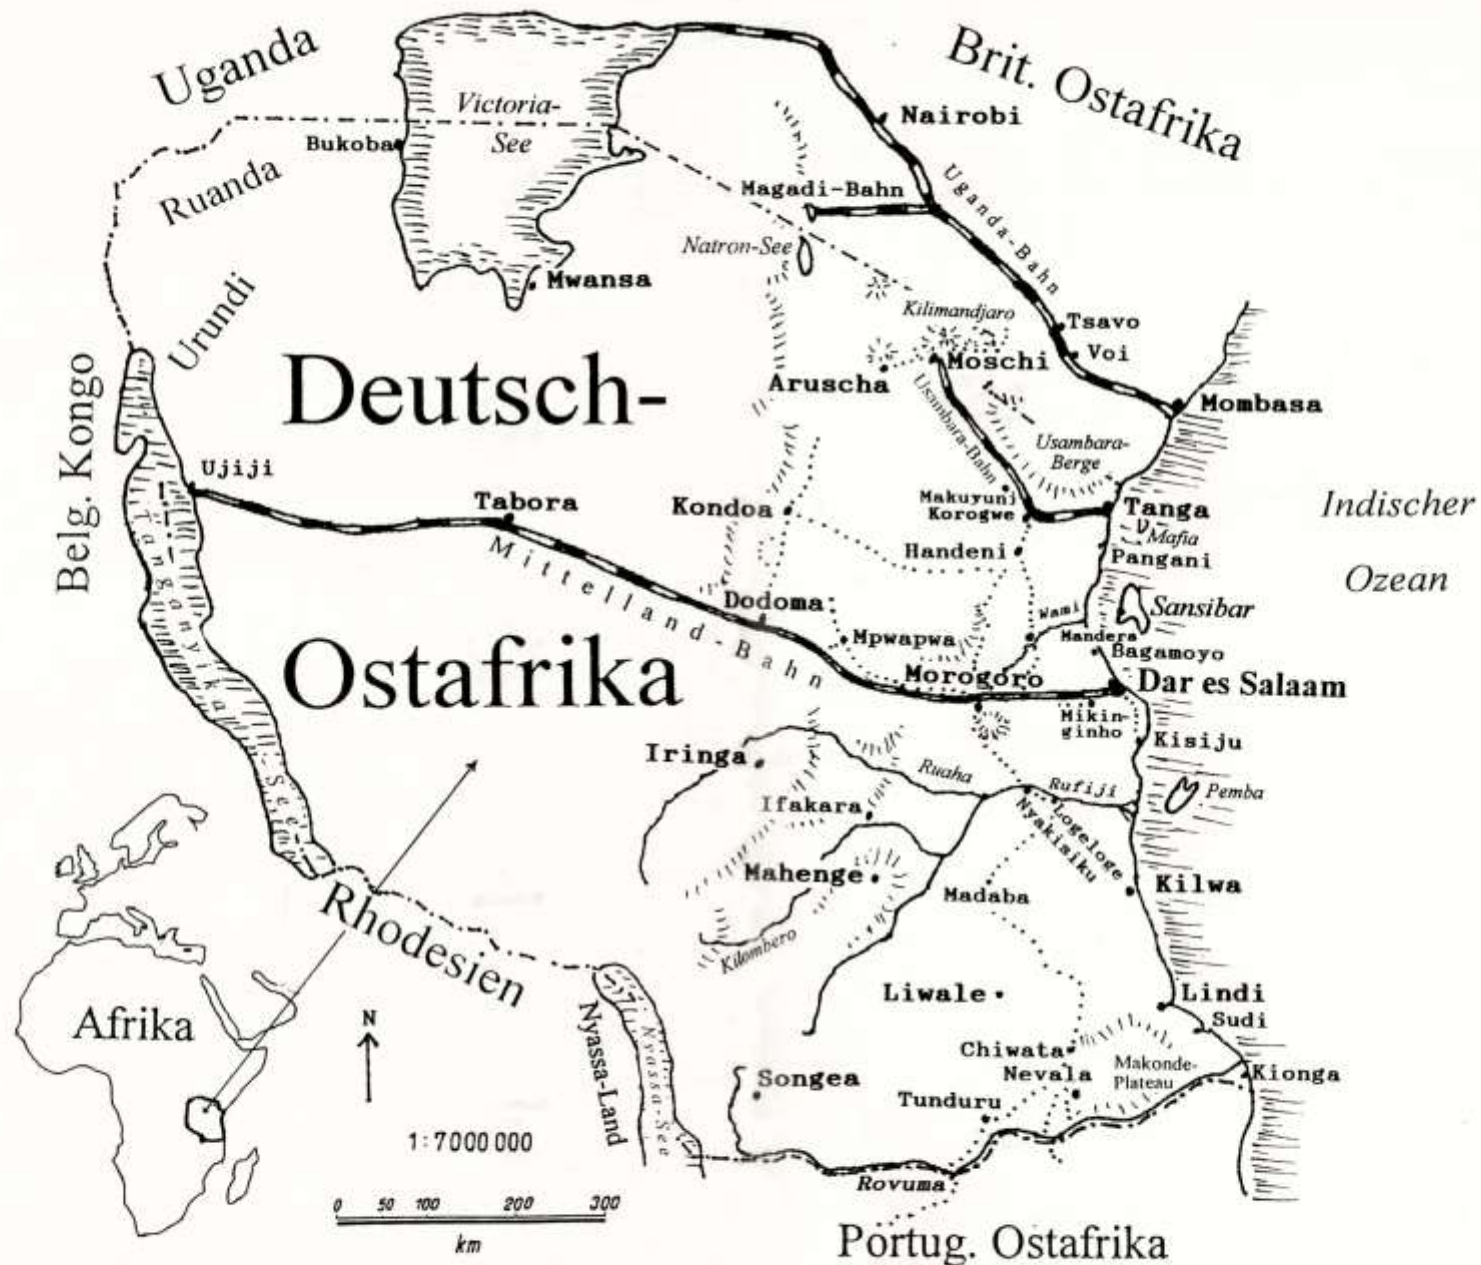 Uganda
Brit. Ostafrika
Victoria-
See
Nairobi
Bukoba
Ruanda
Magadi-Bahn
Uganda-Bahn
Natron-See
Mwansa
Urundi
Kilimandjaro
Tsavo
Voi
Moschi
Aruscha
Deutsch-
Usambara-Bahn
Mombasa
Usambara-
Berge
Belg. Kongo
Ujiji
Tabora
Kondoa
Makuyuni
Korogwe
Tanga
Indischer
Mafia
Handeni
Pangani
Ozean
Tanganyika-See
Mittelland-Bahn
Dodoma
Wami
Sansibar
Mpwapwa
Mandera
Bagamoyo
Ostafrika
Morogoro
Dar es Salaam
Mikin-
ginho
Kisiju
Iringa
Ruaha
Rufiji
Pemba
Ifakara
Logeloge
Nyakisiku
Mahenge
Madaba
Kilwa
Rhodesien
Kilombero
Liwale
Lindi
Sudi
Afrika
N
Nyassa-Land
Nyassa-See
Chiwata
Nevala
Makonde-
Plateau
Kionga
Songea
Tunduru
1:7000000
Rovuma
0 50 100 200 300
km
Portug. Ostafrika